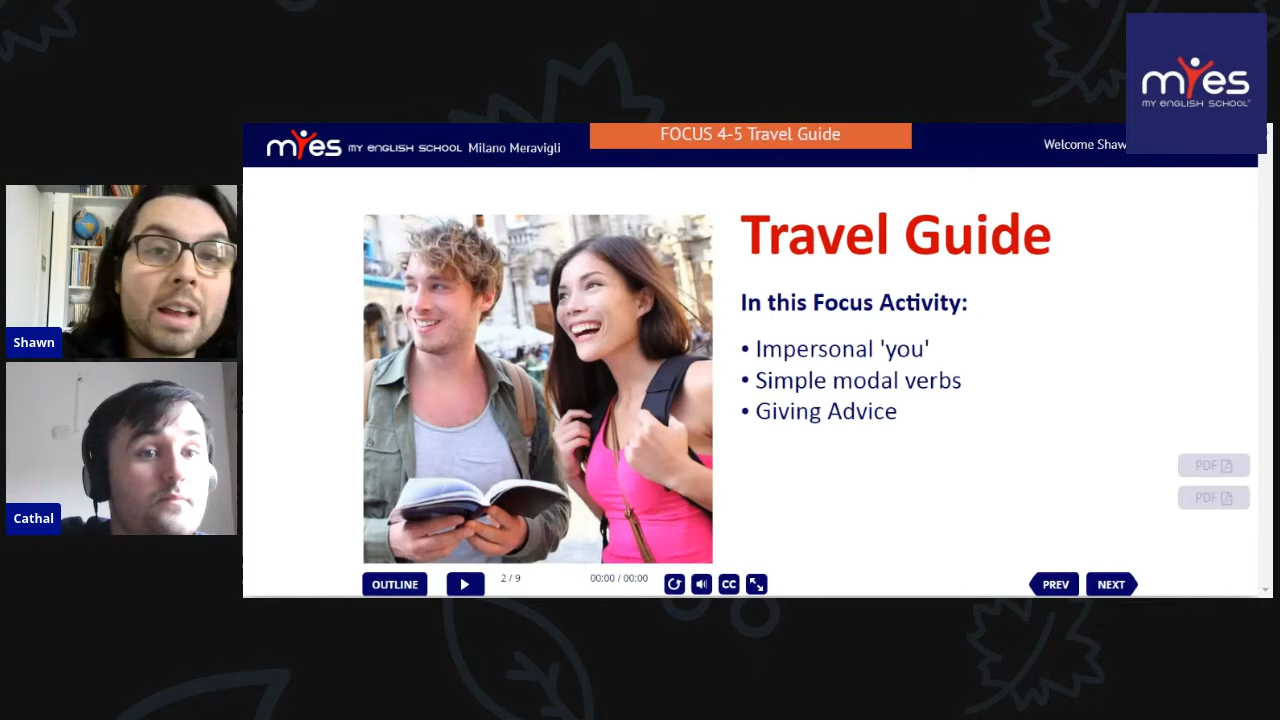 myes
MY ENGLISH SCHOOL
myes MY ENGLISH SCHOOL Milano Meravigli
FOCUS 4-5 Travel Guide
Welcome Shaw
Travel Guide
In this Focus Activity:
• Impersonal 'you'
• Simple modal verbs
• Giving Advice
Shawn
Cathal
PDF
PDF
OUTLINE
2 / 9
00:00 / 00:00
CC
PREV
NEXT